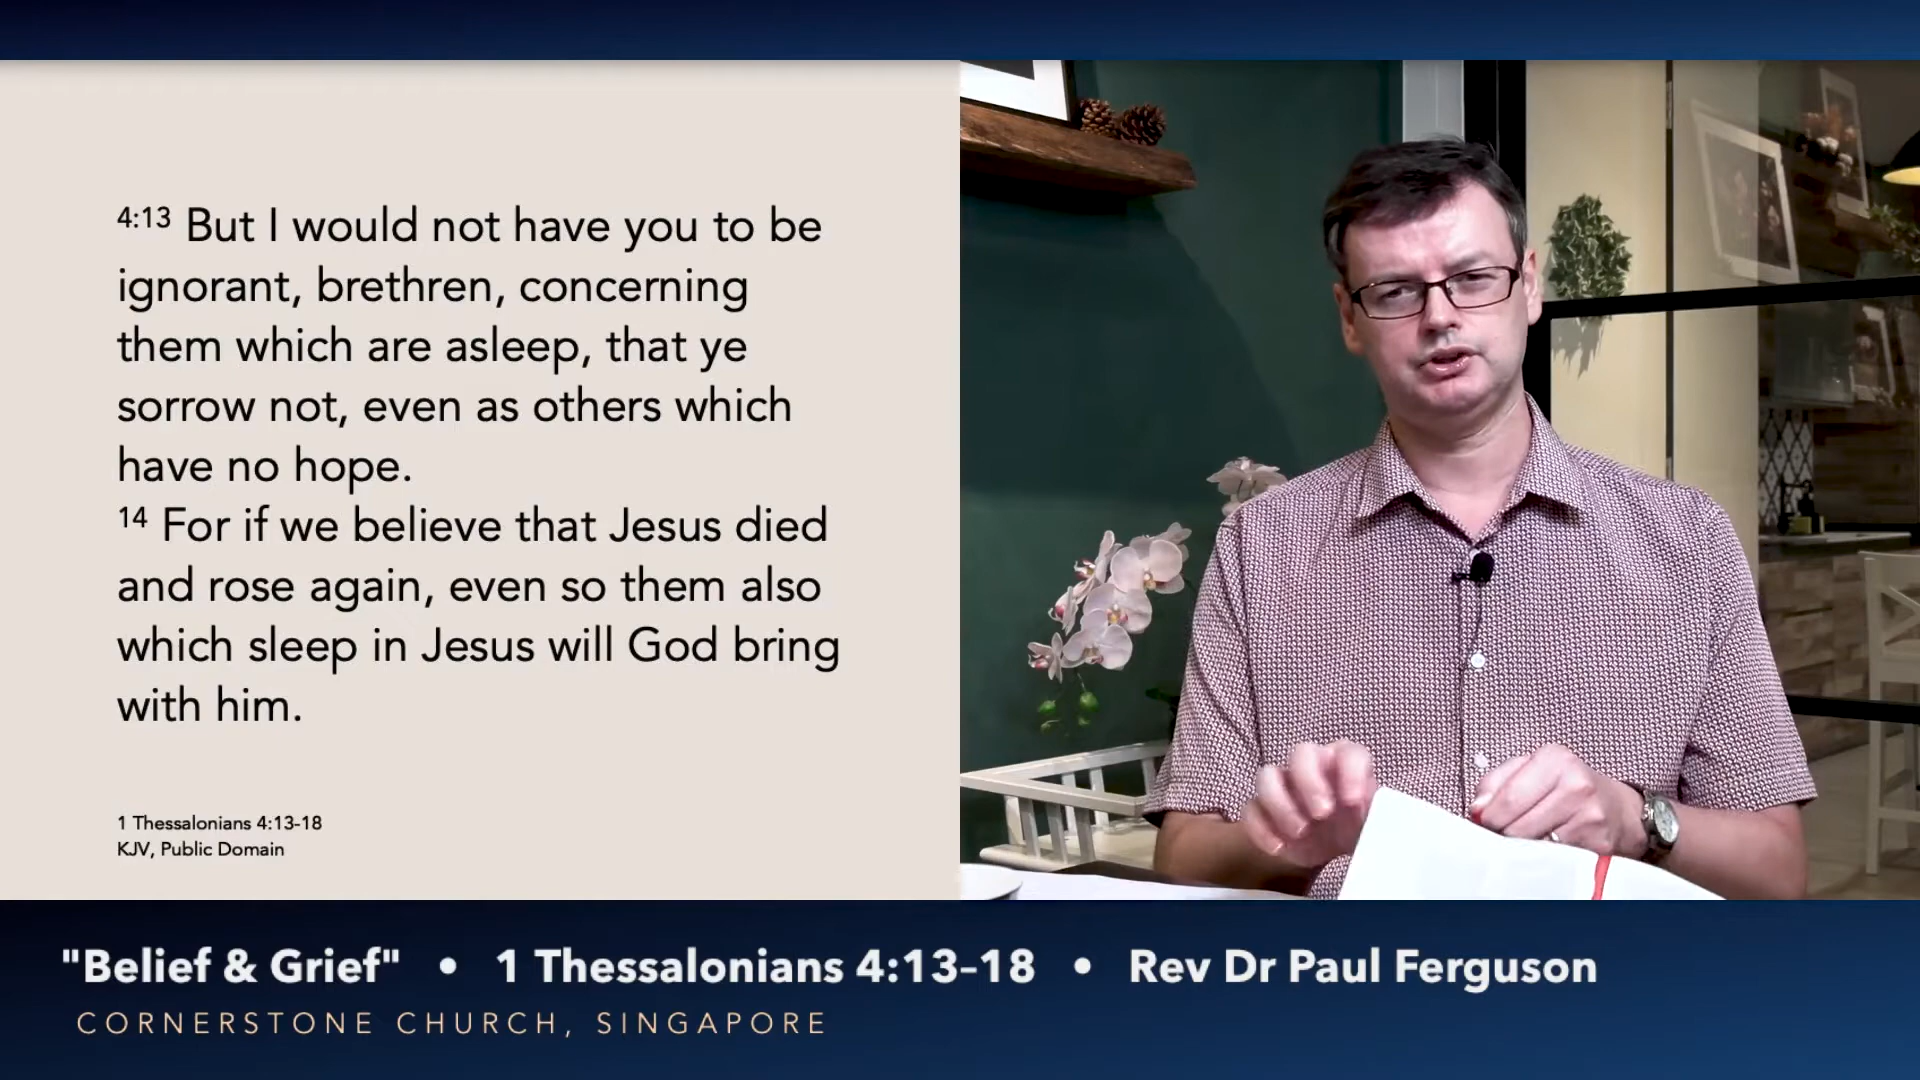 4:13 But I would not have you to be
ignorant, brethren, concerning
them which are asleep, that ye
sorrow not, even as others which
have no hope.
14 For if we believe that Jesus died
and rose again, even so them also
which sleep in Jesus will God bring
with him.
1 Thessalonians 4:13-18
KJV, Public Domain
"Belief & Grief" • 1 Thessalonians 4:13–18 • Rev Dr Paul Ferguson
CORNERSTONE CHURCH, SINGAPORE